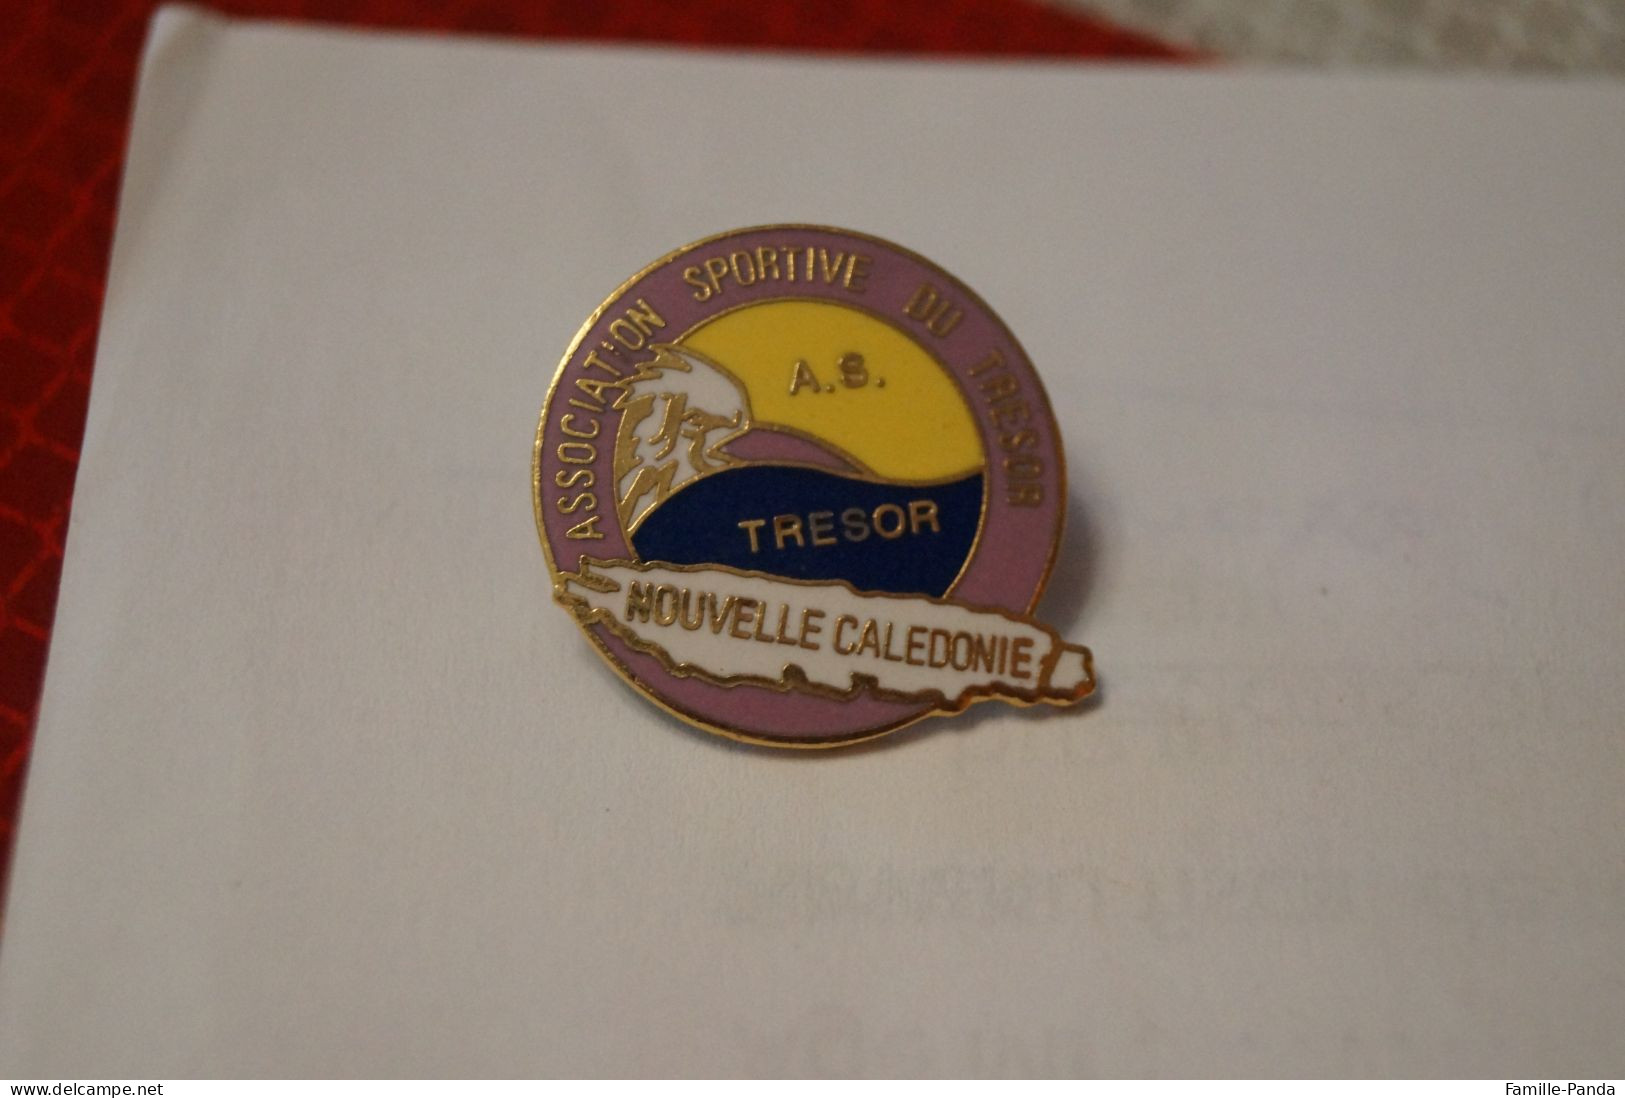 ASSOCIATION SPORTIVE DU TRESOR
A.S.
TRESOR
NOUVELLE CALEDONIE
www.delcampe.net
Famille-Panda